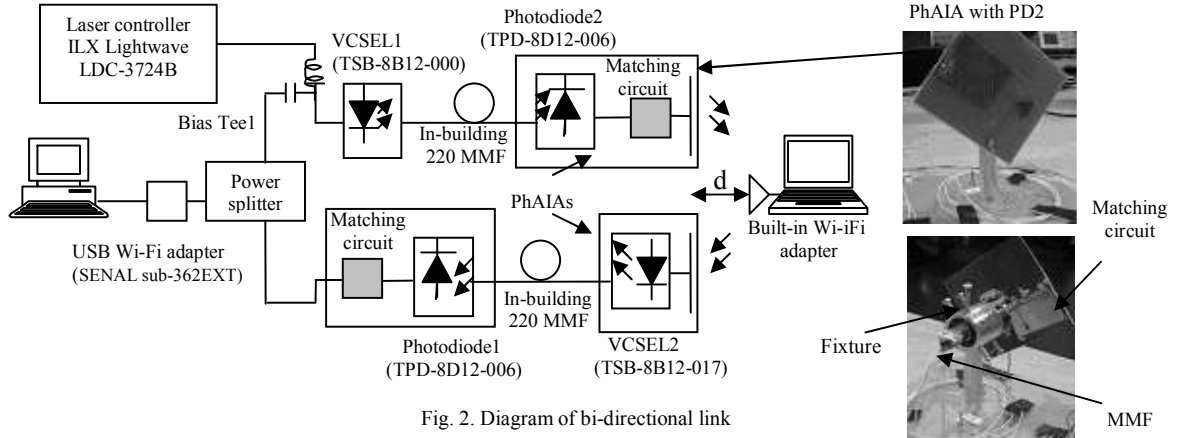 Laser controller
ILX Lightwave
LDC-3724B
VCSEL1
(TSB-8B12-000)
Photodiode2
(TPD-8D12-006)
PhAIA with PD2
Matching
circuit
Bias Tee1
In-building
220 MMF
Power
splitter
PhAIAs
d
USB Wi-Fi adapter
(SENAL sub-362EXT)
Matching
circuit
Built-in Wi-iFi
adapter
Matching
circuit
In-building
220 MMF
Photodiode1
(TPD-8D12-006)
VCSEL2
(TSB-8B12-017)
Fixture
MMF
Fig. 2. Diagram of bi-directional link